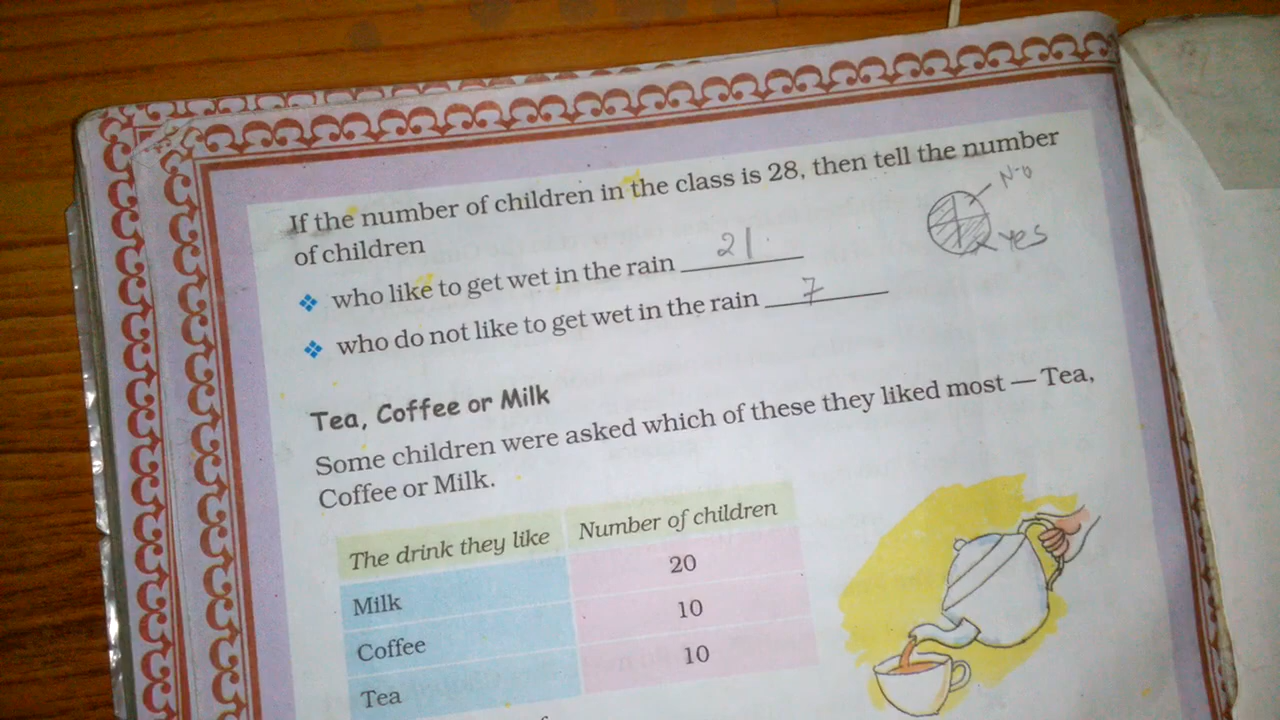 If the number of children in the class is 28, then tell the number
of children
No
yes
❖ who like to get wet in the rain 21
❖ who do not like to get wet in the rain 7
Tea, Coffee or Milk
Some children were asked which of these they liked most — Tea,
Coffee or Milk.
The drink they like Number of children
Milk 20
Coffee 10
Tea 10